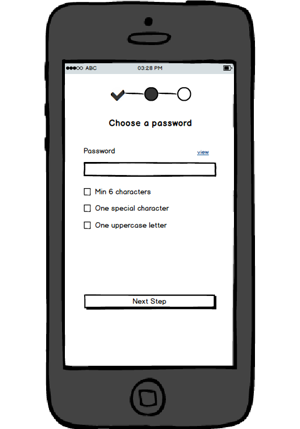 ABC 03:28 PM
Choose a password
Password view
Min 6 characters
One special character
One uppercase letter
Next Step